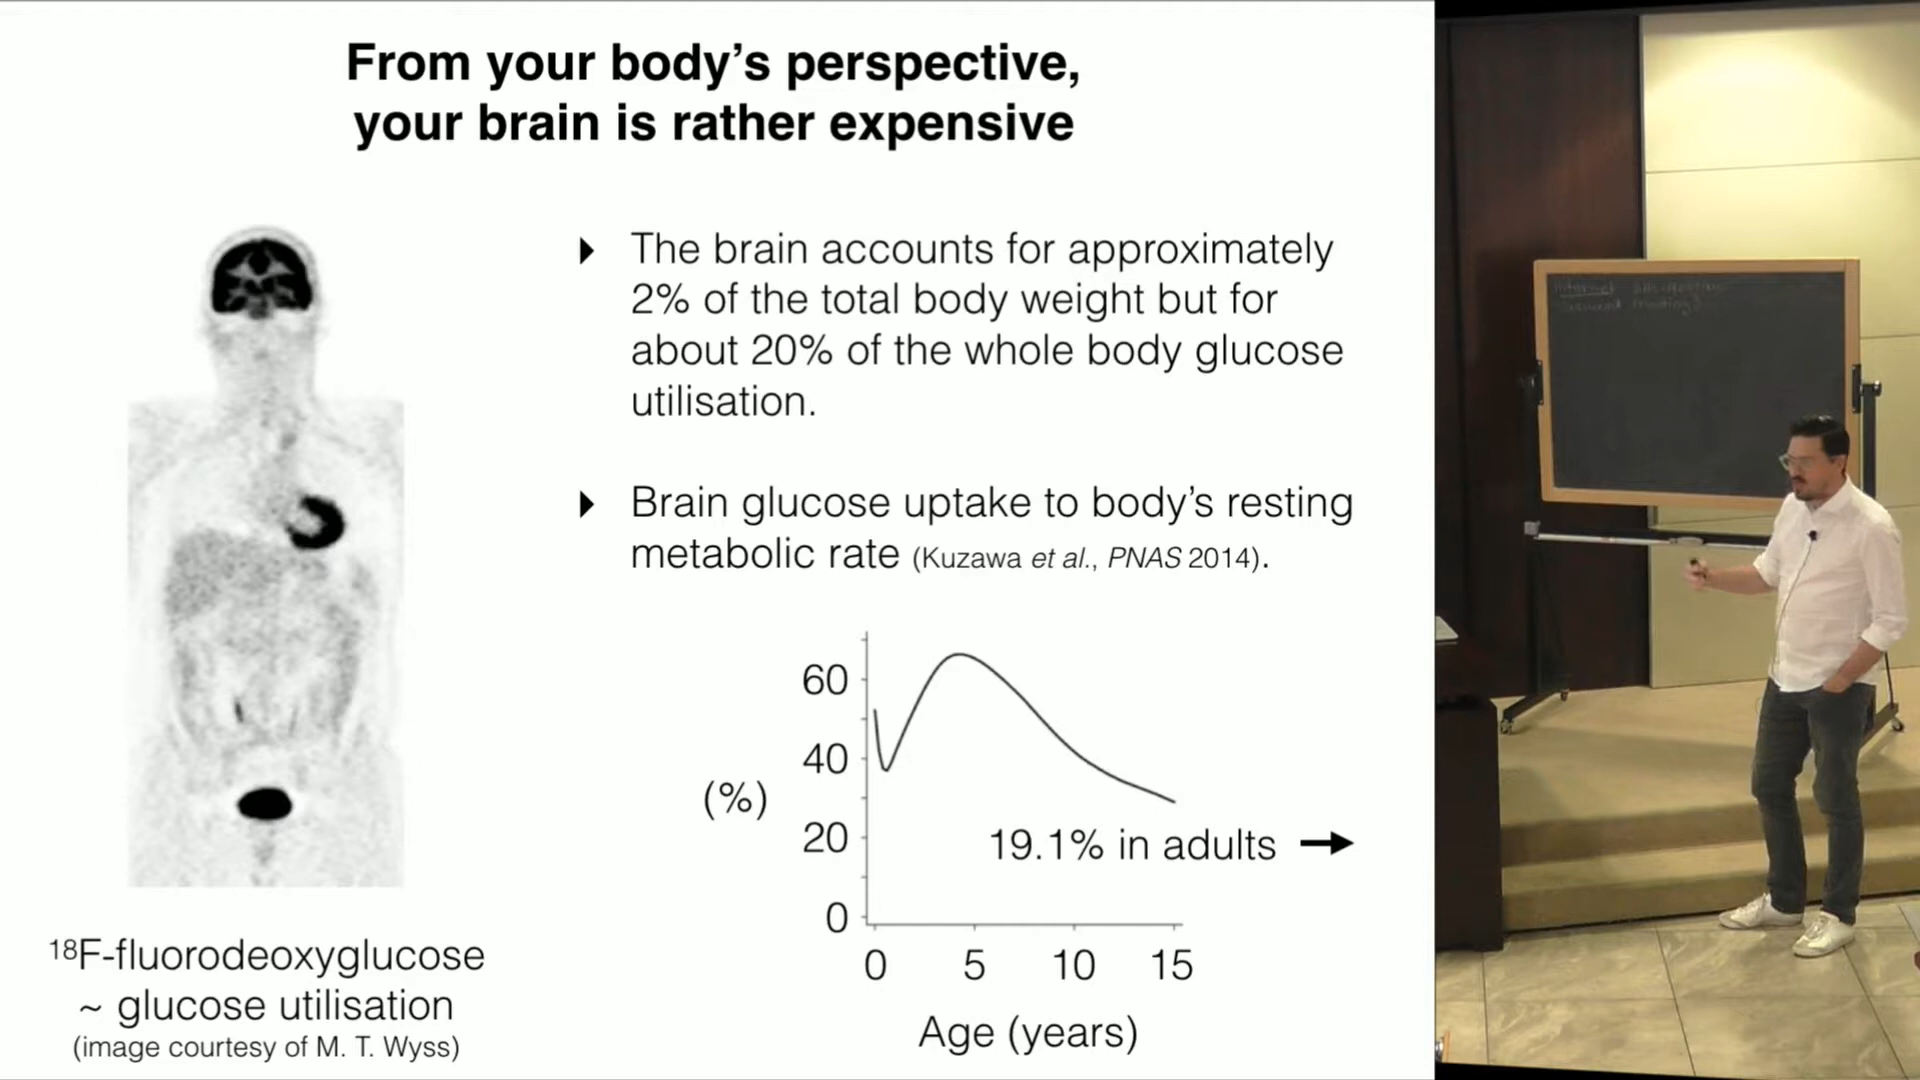 From your body’s perspective,
your brain is rather expensive
▶ The brain accounts for approximately
2% of the total body weight but for
about 20% of the whole body glucose
utilisation.
▶ Brain glucose uptake to body’s resting
metabolic rate (Kuzawa et al., PNAS 2014).
60
40
(%)
20
19.1% in adults →
0
0 5 10 15
Age (years)
¹⁸F-fluorodeoxyglucose
~ glucose utilisation
(image courtesy of M. T. Wyss)